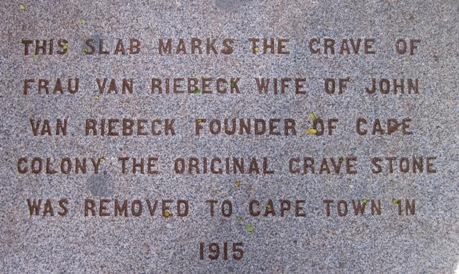 THIS SLAB MARKS THE GRAVE OF
FRAU VAN RIEBECK WIFE OF JOHN
VAN RIEBECK FOUNDER OF CAPE
COLONY. THE ORIGINAL GRAVE STONE
WAS REMOVED TO CAPE TOWN IN
1915